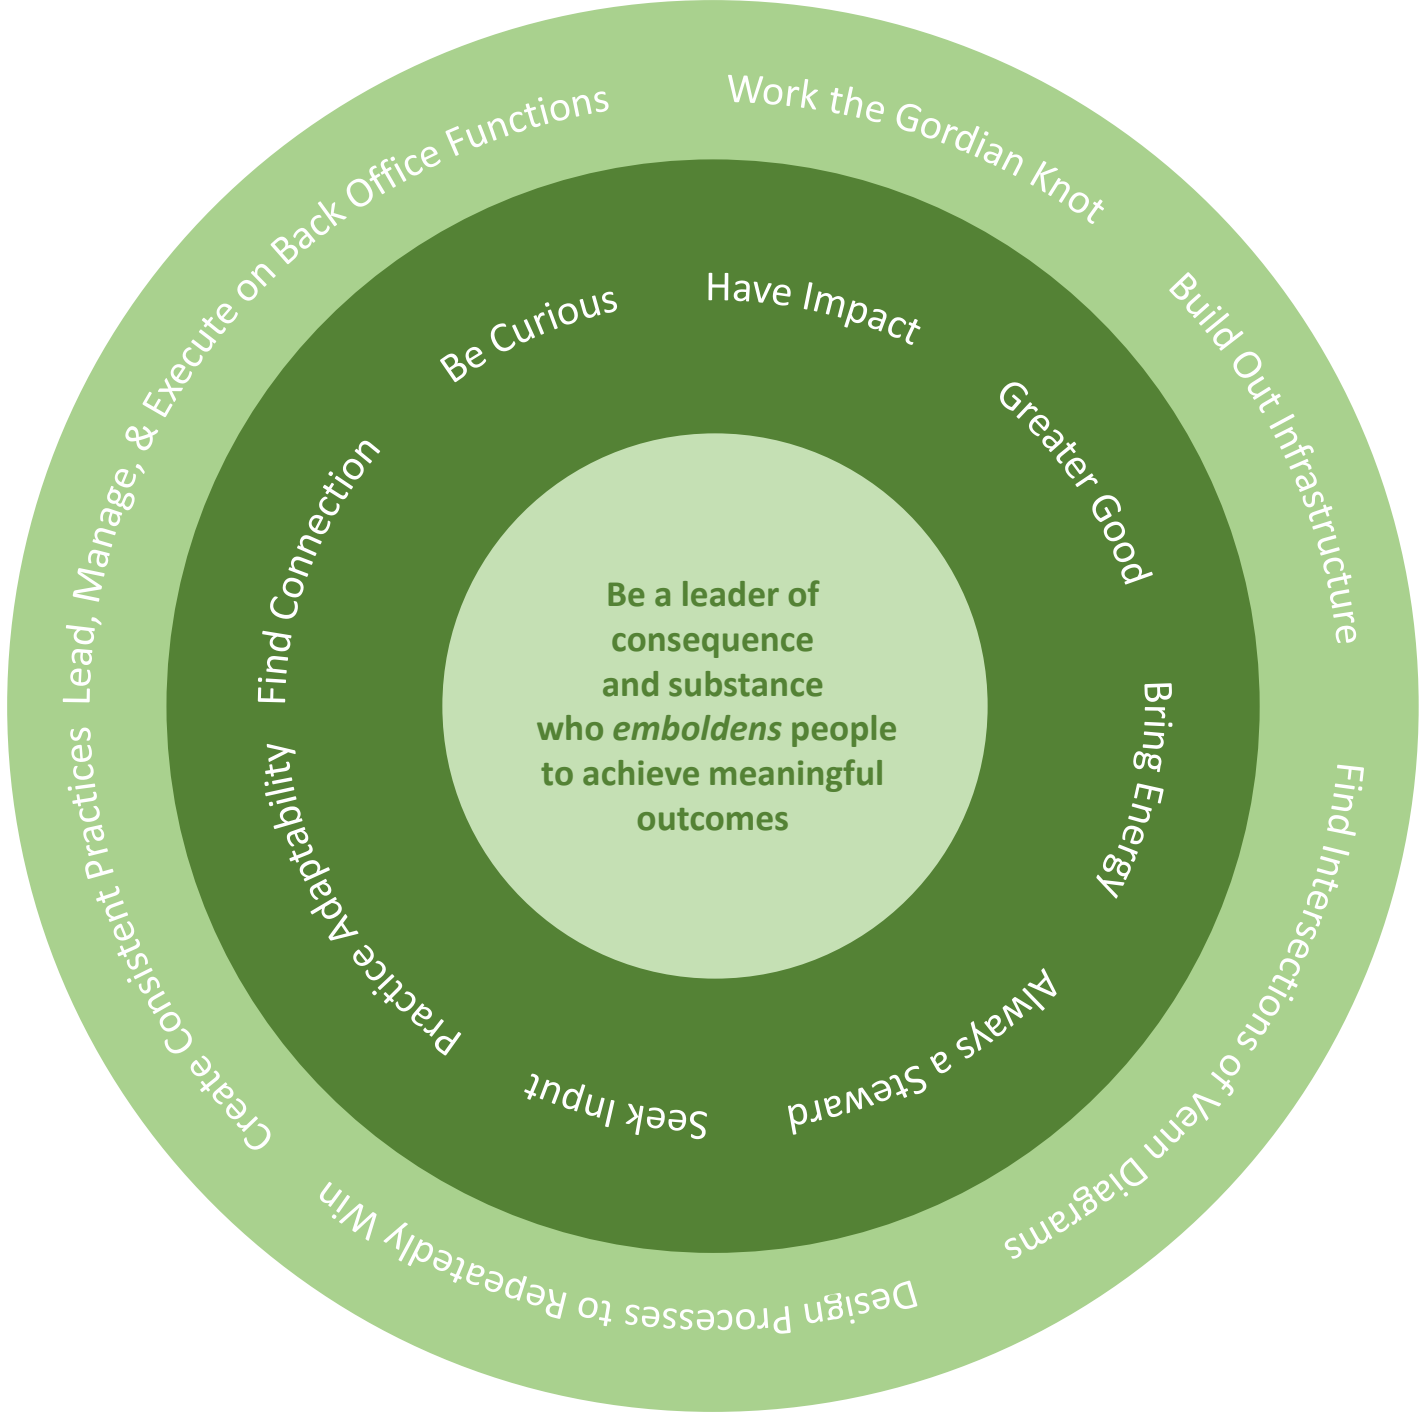 Work the Gordian Knot
Build Out Infrastructure
Find Intersections of Venn Diagrams
Design Processes to Repeatedly Win
Create Consistent Practices
Lead, Manage, & Execute on Back Office Functions
Have Impact
Greater Good
Bring Energy
Always a Steward
Seek Input
Practice Adaptability
Find Connection
Be Curious
Be a leader of
consequence
and substance
who emboldens people
to achieve meaningful
outcomes